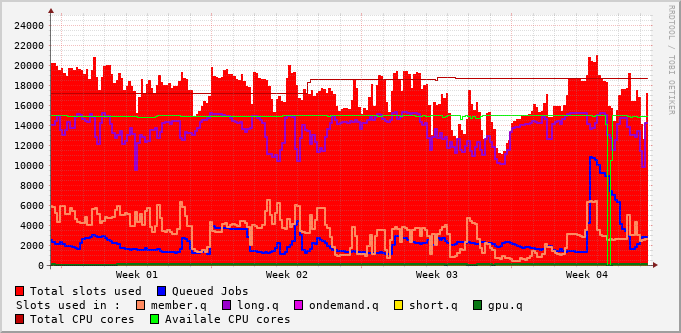 24000
22000
20000
18000
16000
14000
12000
10000
8000
6000
4000
2000
0
Week 01 Week 02 Week 03 Week 04
RRDTOOL / TOBI OETIKER
Total slots used Queued Jobs
Slots used in : member.q long.q ondemand.q short.q gpu.q
Total CPU cores Availale CPU cores